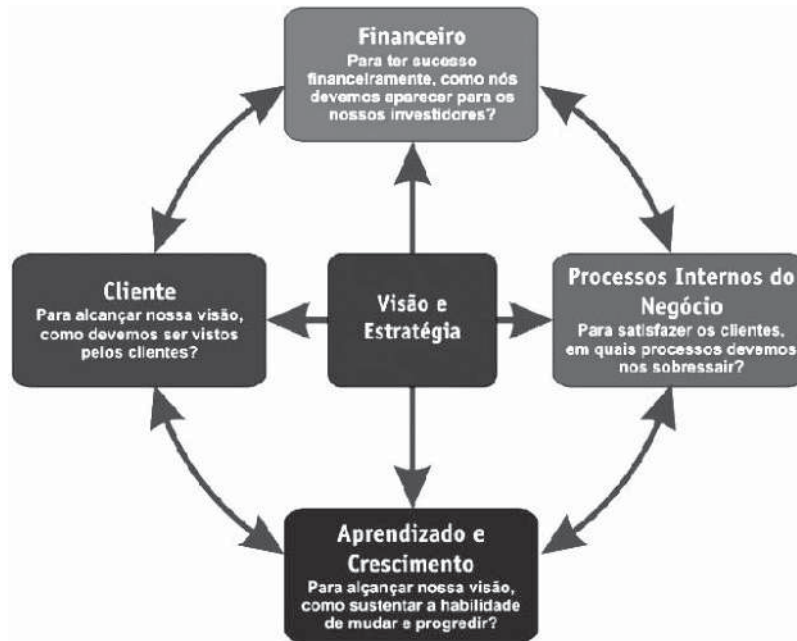 Financeiro
Para ter sucesso
financeiramente, como nós
devemos aparecer para os
nossos investidores?
Cliente
Para alcançar nossa visão,
como devemos ser vistos
pelos clientes?
Visão e
Estratégia
Processos Internos do
Negócio
Para satisfazer os clientes,
em quais processos devemos
nos sobressair?
Aprendizado e
Crescimento
Para alçançar nossa visão,
como sustentar a habilidade
de mudar e progredir?